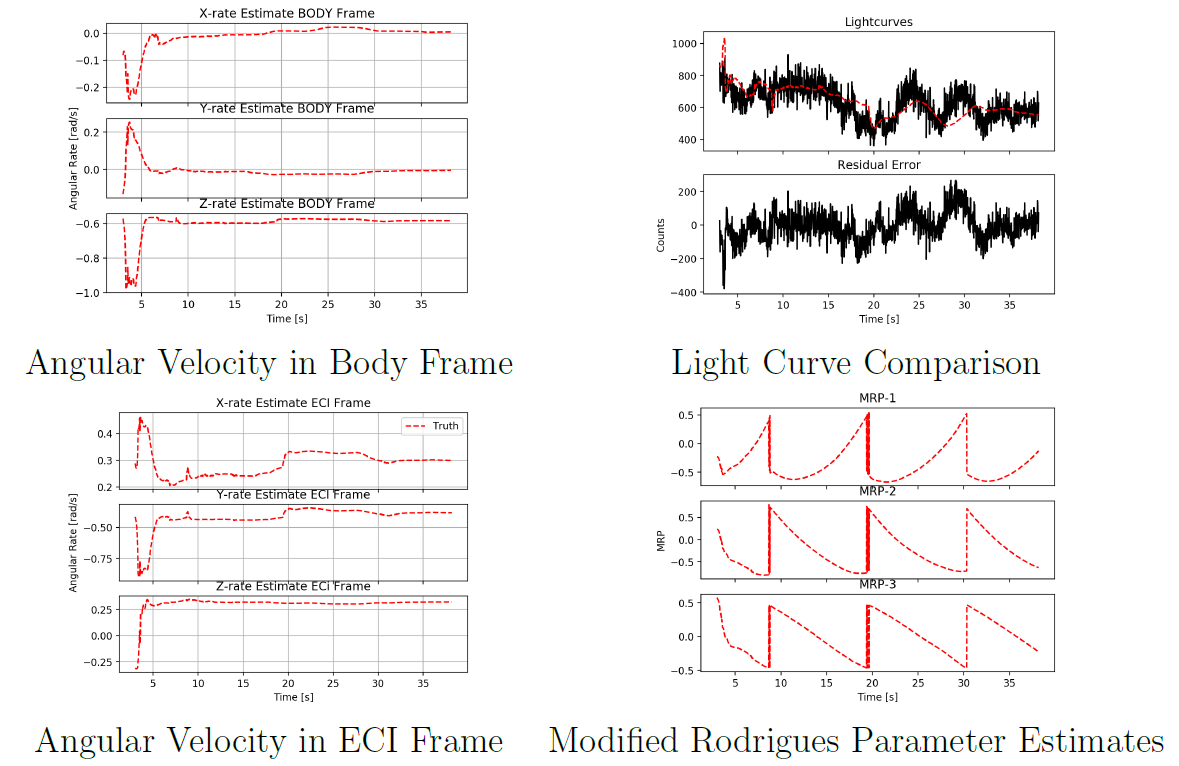 X-rate Estimate BODY Frame
0.0
−0.1
−0.2
Y-rate Estimate BODY Frame
0.2
0.0
Angular Rate [rad/s]
Z-rate Estimate BODY Frame
−0.6
−0.8
−1.0
5 10 15 20 25 30 35
Time [s]
Angular Velocity in Body Frame
Lightcurves
1000
800
600
400
Residual Error
200
0
−200
−400
Counts
5 10 15 20 25 30 35
Time [s]
Light Curve Comparison
X-rate Estimate ECI Frame
Truth
0.4
0.3
0.2
Y-rate Estimate ECI Frame
−0.50
−0.75
Angular Rate [rad/s]
Z-rate Estimate ECI Frame
0.25
0.00
−0.25
5 10 15 20 25 30 35
Time [s]
Angular Velocity in ECI Frame
MRP-1
0.5
0.0
−0.5
MRP-2
0.5
0.0
−0.5
MRP
MRP-3
0.5
0.0
−0.5
5 10 15 20 25 30 35
Time [s]
Modified Rodrigues Parameter Estimates